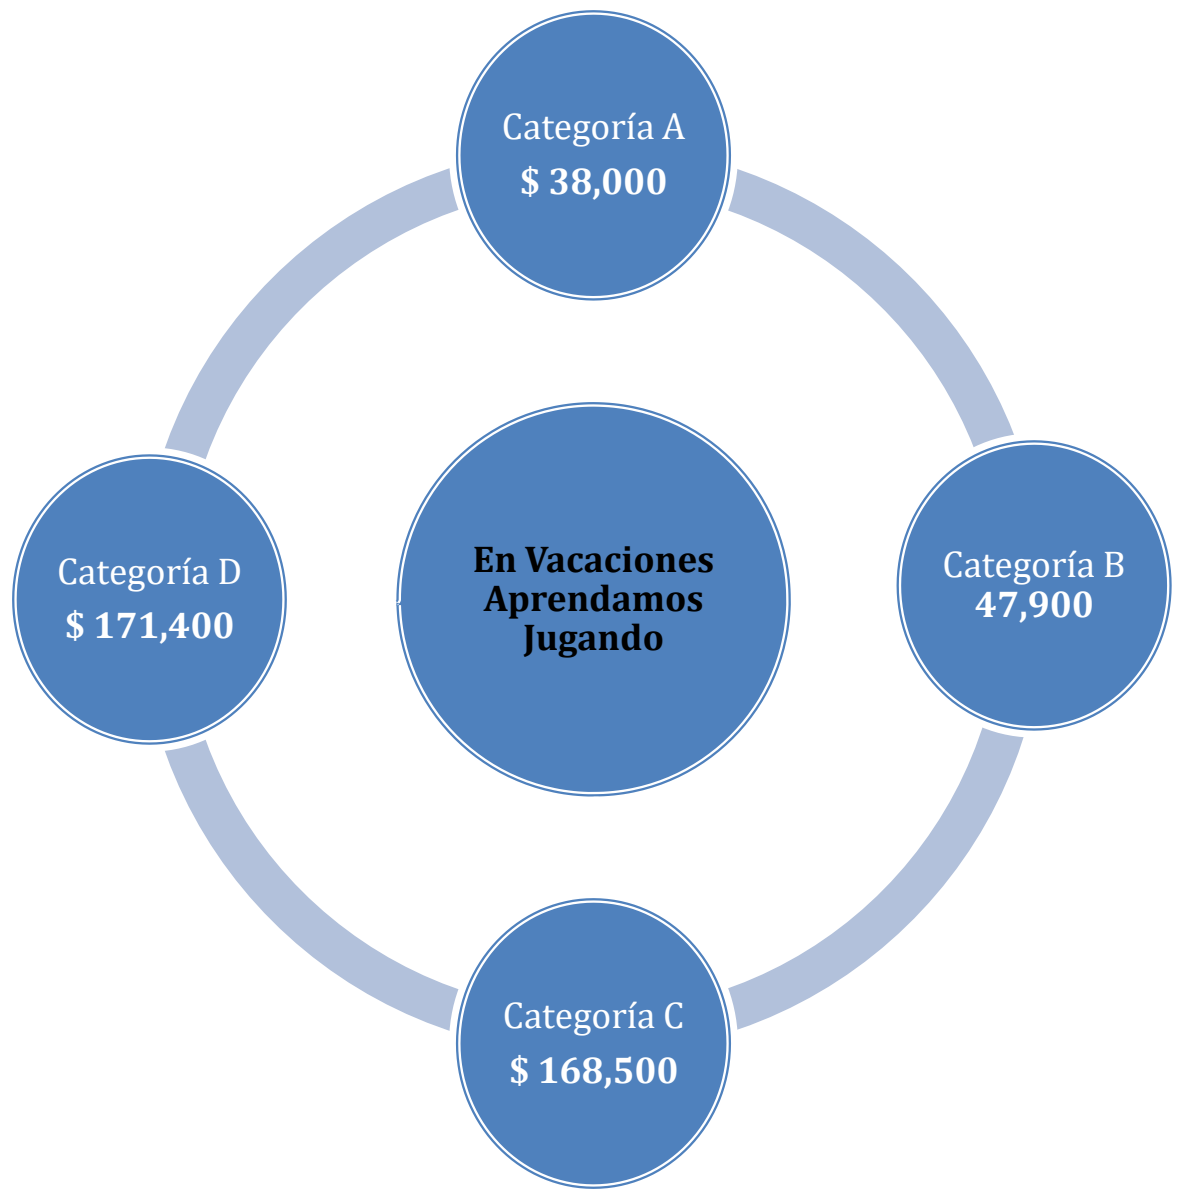 Categoría A
$ 38,000
Categoría B
47,900
Categoría C
$ 168,500
Categoría D
$ 171,400
En Vacaciones
Aprendamos
Jugando